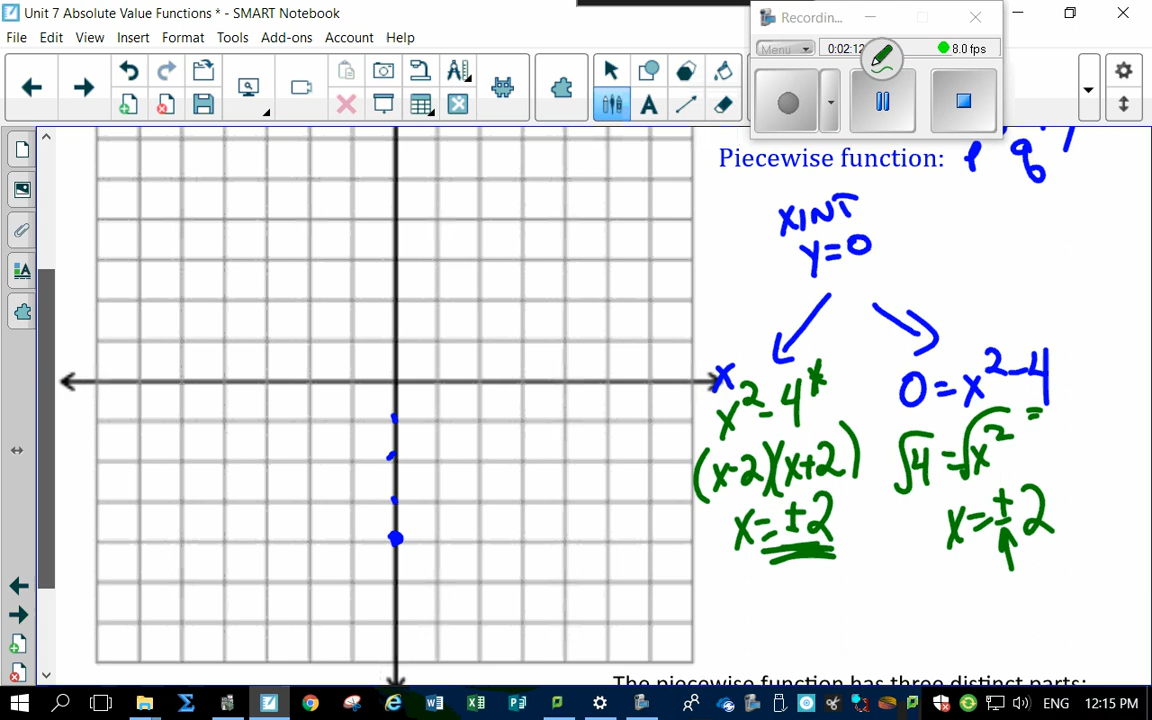 Unit 7 Absolute Value Functions * - SMART Notebook
Recordin...
File Edit View Insert Format Tools Add-ons Account Help
Menu
0:02:12
8.0 fps
Piecewise function:
XINT
y=0
x
x²-4*
(x-2)(x+2)
x=±2
0=x²-4
√4=√x²
x=±2
The piecewise function has three distinct parts:
ENG 12:15 PM